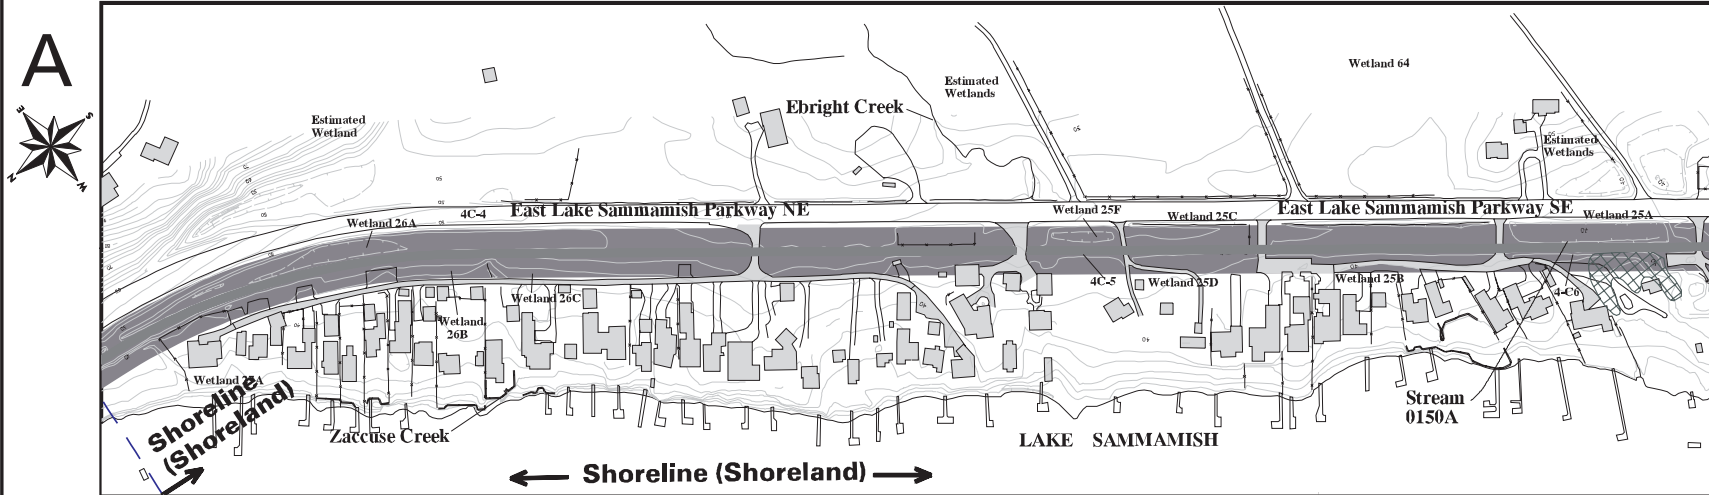 A
E
S
N
W
Estimated
Wetland
Ebright Creek
Estimated
Wetlands
Wetland 64
Estimated
Wetlands
Wetland 26A
4C-4
East Lake Sammamish Parkway NE
Wetland 25F
Wetland 25C
East Lake Sammamish Parkway SE
Wetland 25A
Wetland 26C
Wetland
26B
4C-5
Wetland 25D
Wetland 25B
4-C6
Shoreline
(Shoreland)
Zaccuse Creek
Shoreline (Shoreland)
LAKE SAMMAMISH
Stream
0150A